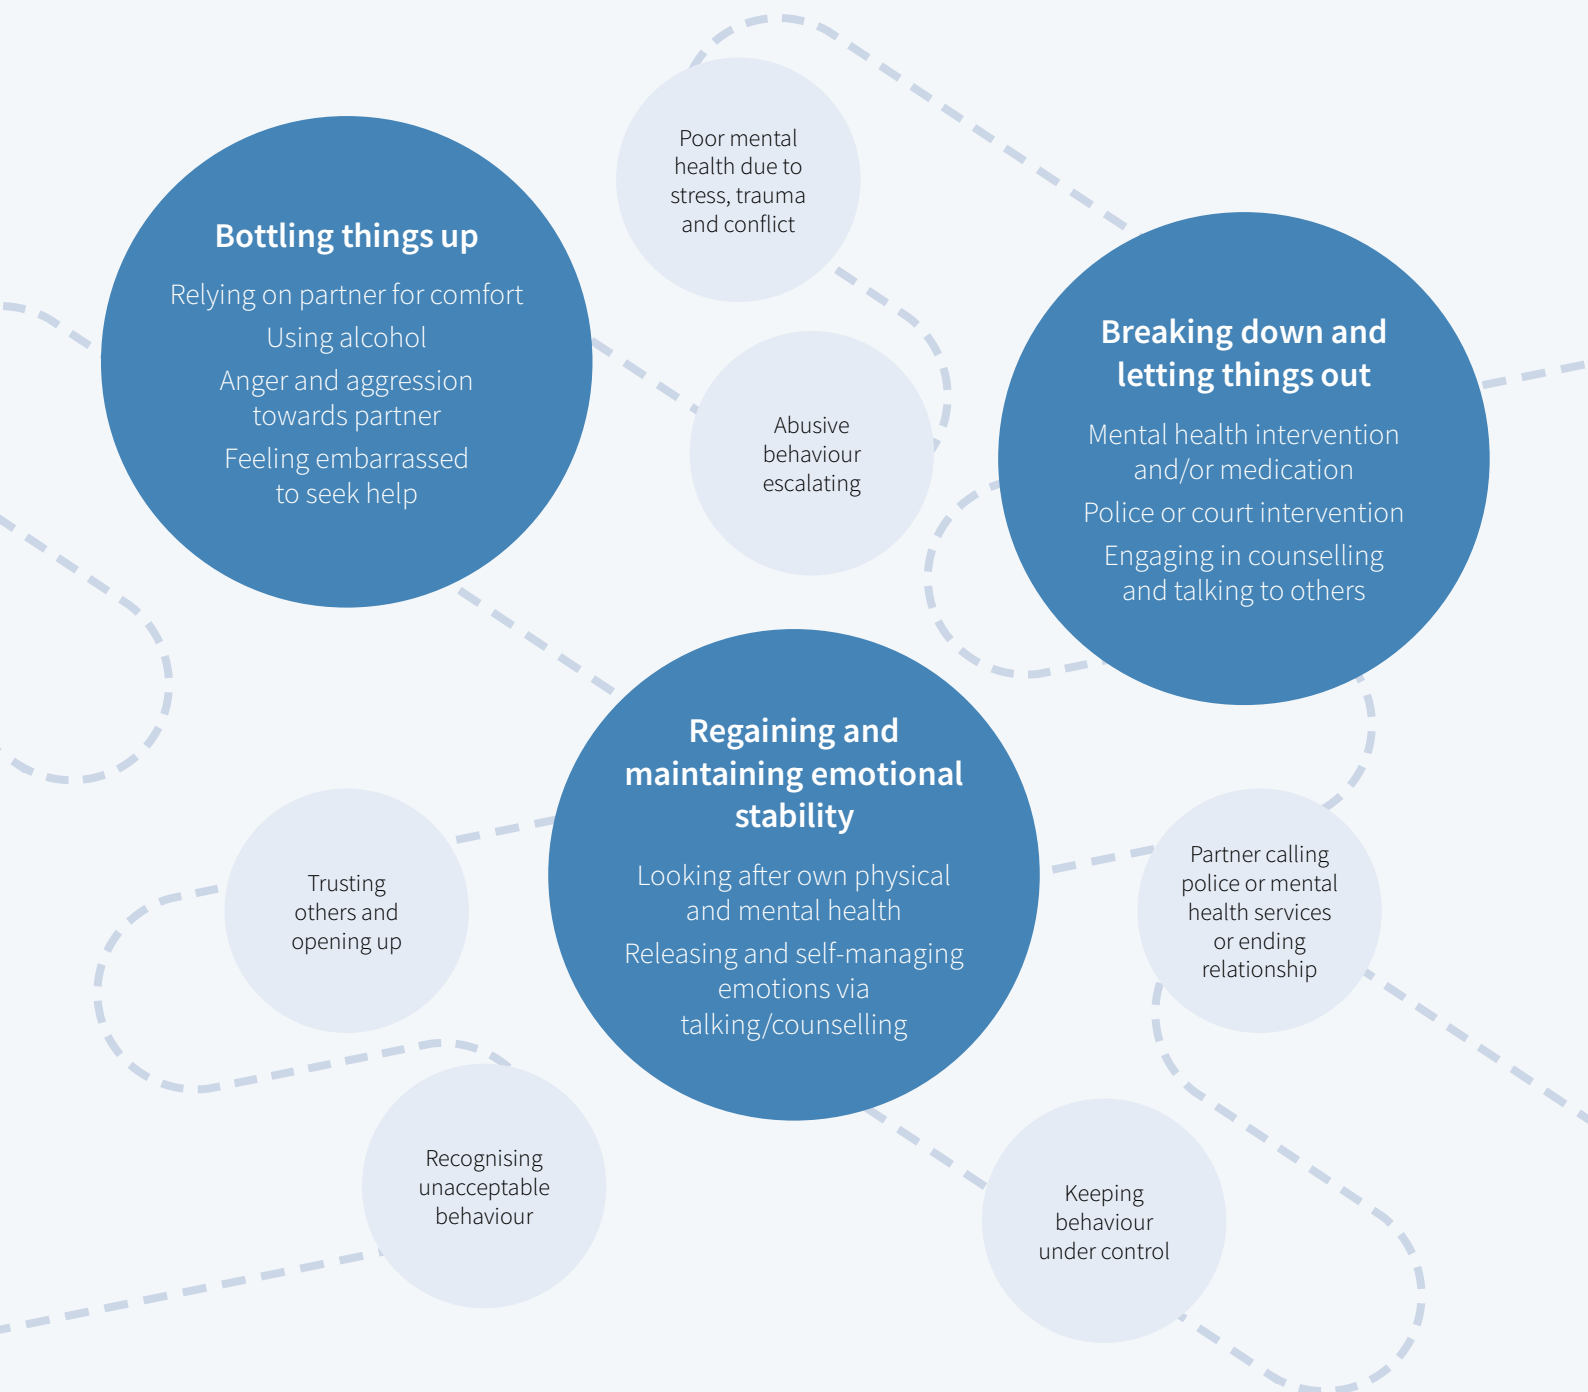 Poor mental
health due to
stress, trauma
and conflict
Bottling things up
Relying on partner for comfort
Using alcohol
Anger and aggression
towards partner
Feeling embarrassed
to seek help
Abusive
behaviour
escalating
Breaking down and
letting things out
Mental health intervention
and/or medication
Police or court intervention
Engaging in counselling
and talking to others
Regaining and
maintaining emotional
stability
Looking after own physical
and mental health
Releasing and self-managing
emotions via
talking/counselling
Trusting
others and
opening up
Partner calling
police or mental
health services
or ending
relationship
Recognising
unacceptable
behaviour
Keeping
behaviour
under control